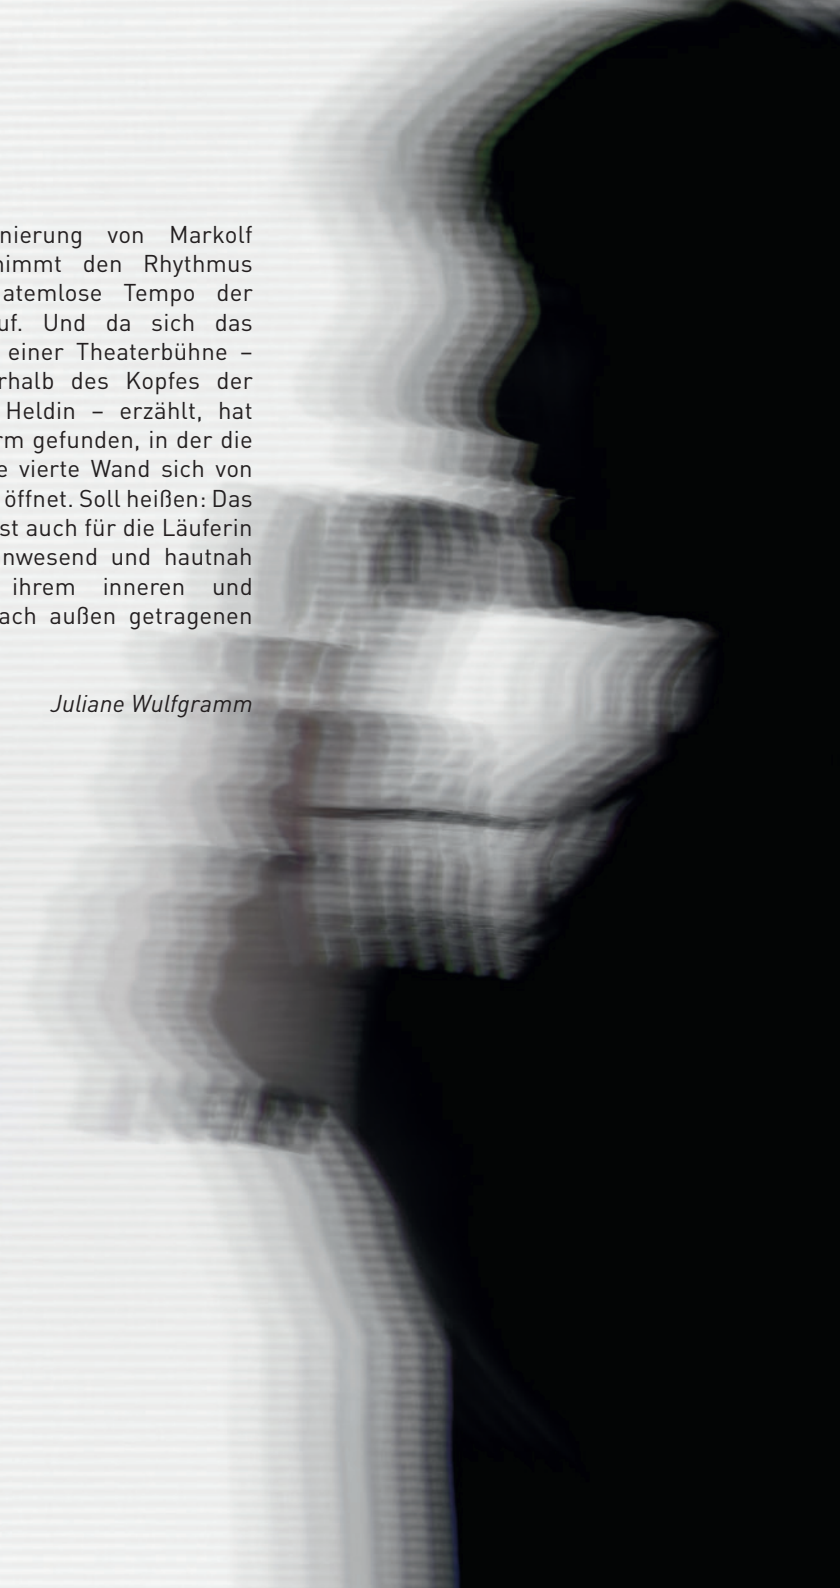 nierung von Markolf
nimmt den Rhythmus
atemlose Tempo der
uf. Und da sich das
einer Theaterbühne –
rhalb des Kopfes der
Heldin – erzählt, hat
rm gefunden, in der die
e vierte Wand sich von
öffnet. Soll heißen: Das
st auch für die Läuferin
nwesend und hautnah
ihrem inneren und
ach außen getragenen
Juliane Wulfgramm